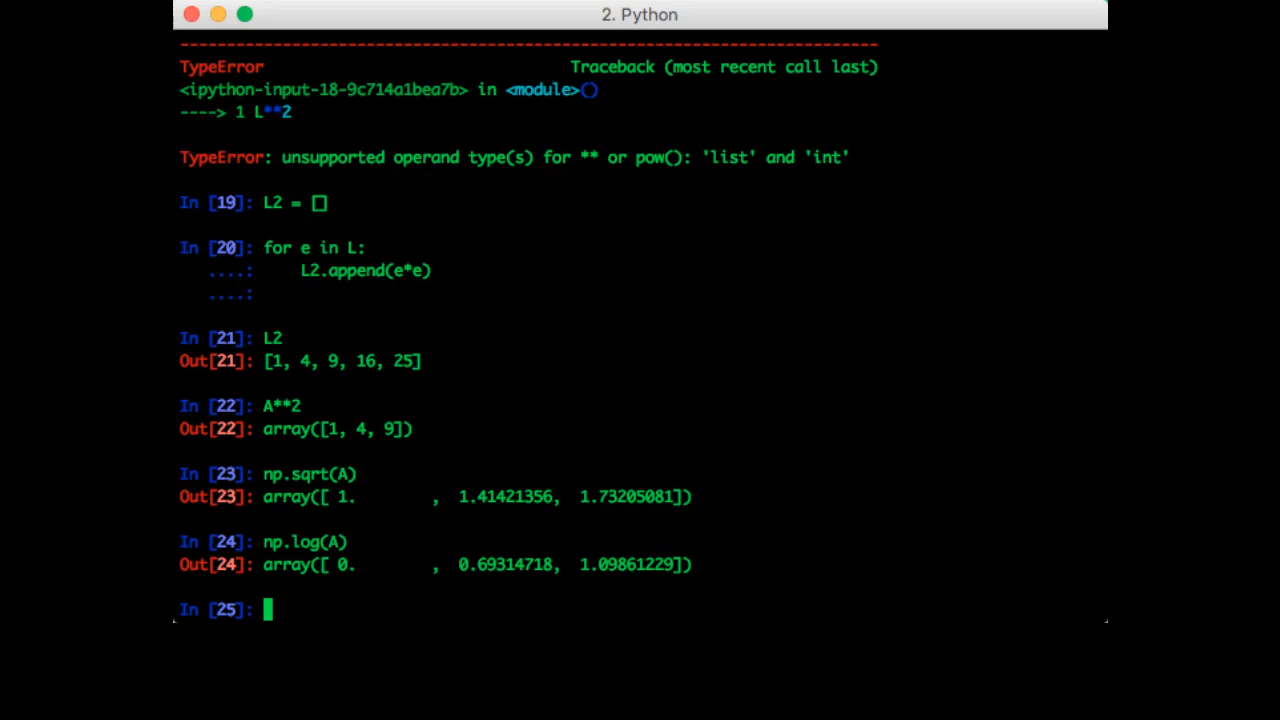 2. Python
---------------------------------------------------------------------------
TypeError                                 Traceback (most recent call last)
<ipython-input-18-9c714a1bea7b> in <module>()
----> 1 L**2

TypeError: unsupported operand type(s) for ** or pow(): 'list' and 'int'

In [19]: L2 = []

In [20]: for e in L:
   ....:     L2.append(e*e)
   ....:

In [21]: L2
Out[21]: [1, 4, 9, 16, 25]

In [22]: A**2
Out[22]: array([1, 4, 9])

In [23]: np.sqrt(A)
Out[23]: array([ 1.        ,  1.41421356,  1.73205081])

In [24]: np.log(A)
Out[24]: array([ 0.        ,  0.69314718,  1.09861229])

In [25]: